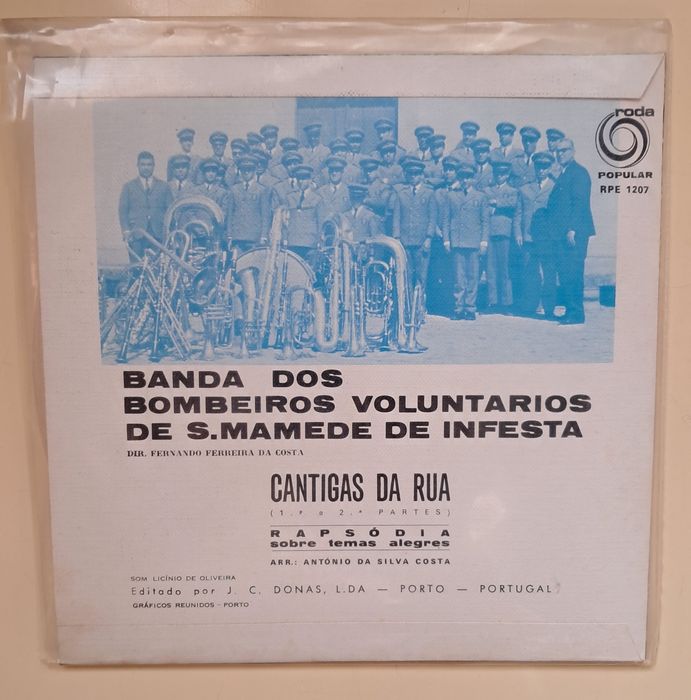 roda
POPULAR
RPE 1207
BANDA DOS
BOMBEIROS VOLUNTARIOS
DE S.MAMEDE DE INFESTA
DIR. FERNANDO FERREIRA DA COSTA
CANTIGAS DA RUA
(1.ª e 2.ª PARTES)
RAPSÓDIA
sobre temas alegres
ARR.: ANTÓNIO DA SILVA COSTA
SOM LICÍNIO DE OLIVEIRA
Editado por J. C. DONAS, L.DA — PORTO — PORTUGAL
GRÁFICOS REUNIDOS - PORTO